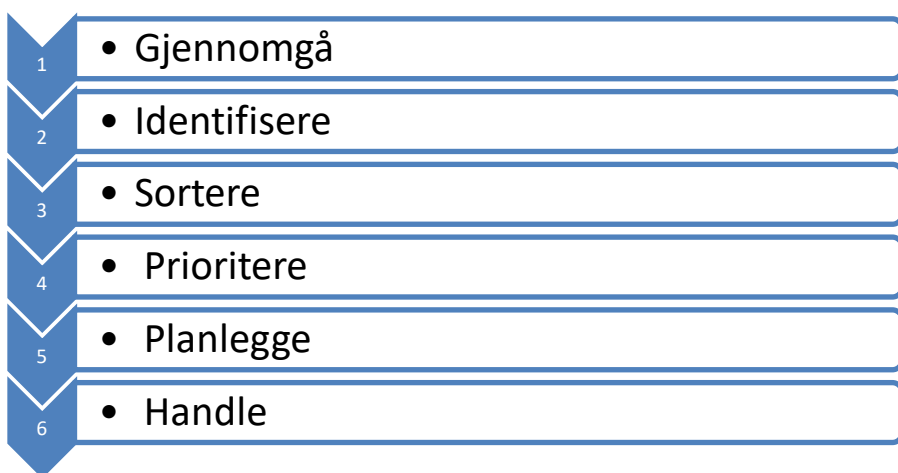 1 • Gjennomgå
2 • Identifisere
3 • Sortere
4 • Prioritere
5 • Planlegge
6 • Handle